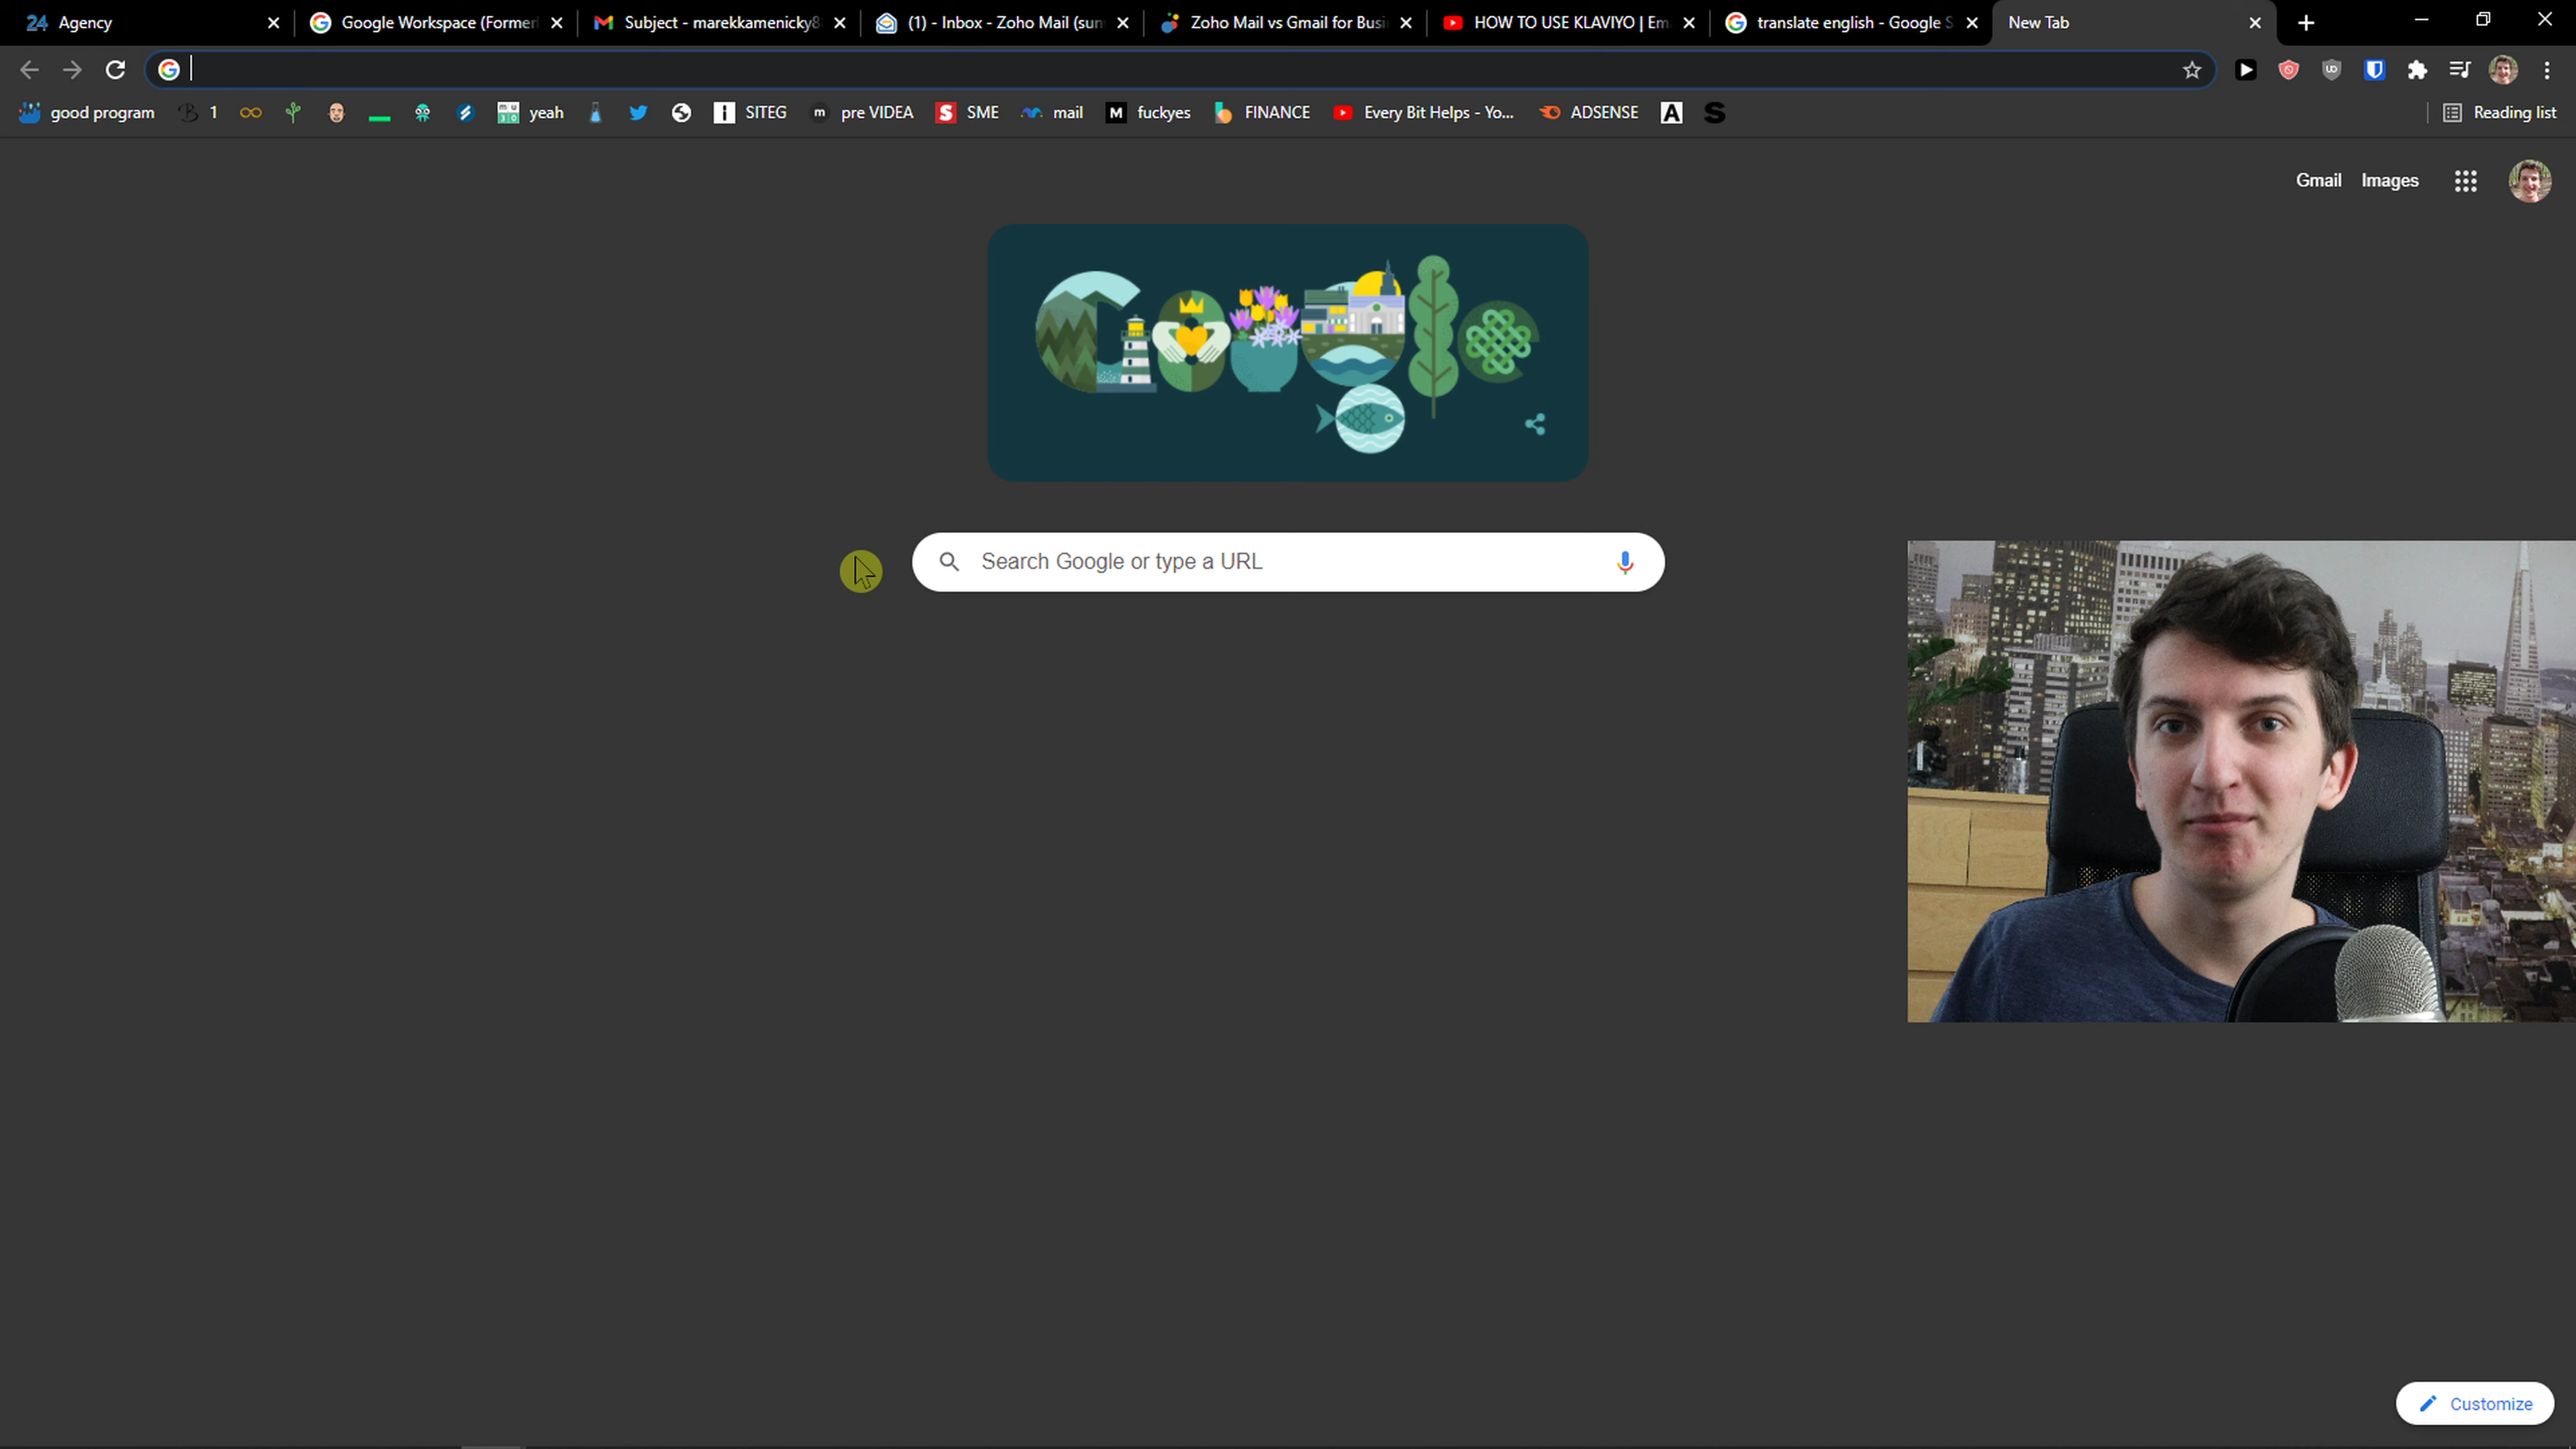 24 Agency
Google Workspace (Former
Subject - marekkamenicky8
(1) - Inbox - Zoho Mail (sun
Zoho Mail vs Gmail for Busi
HOW TO USE KLAVIYO | Em
translate english - Google S
New Tab
good program
1
yeah
SITEG
m pre VIDEA
S SME
mail
M fuckyes
FINANCE
Every Bit Helps - Yo...
ADSENSE
A
S
Reading list
Gmail
Images
Search Google or type a URL
Customize